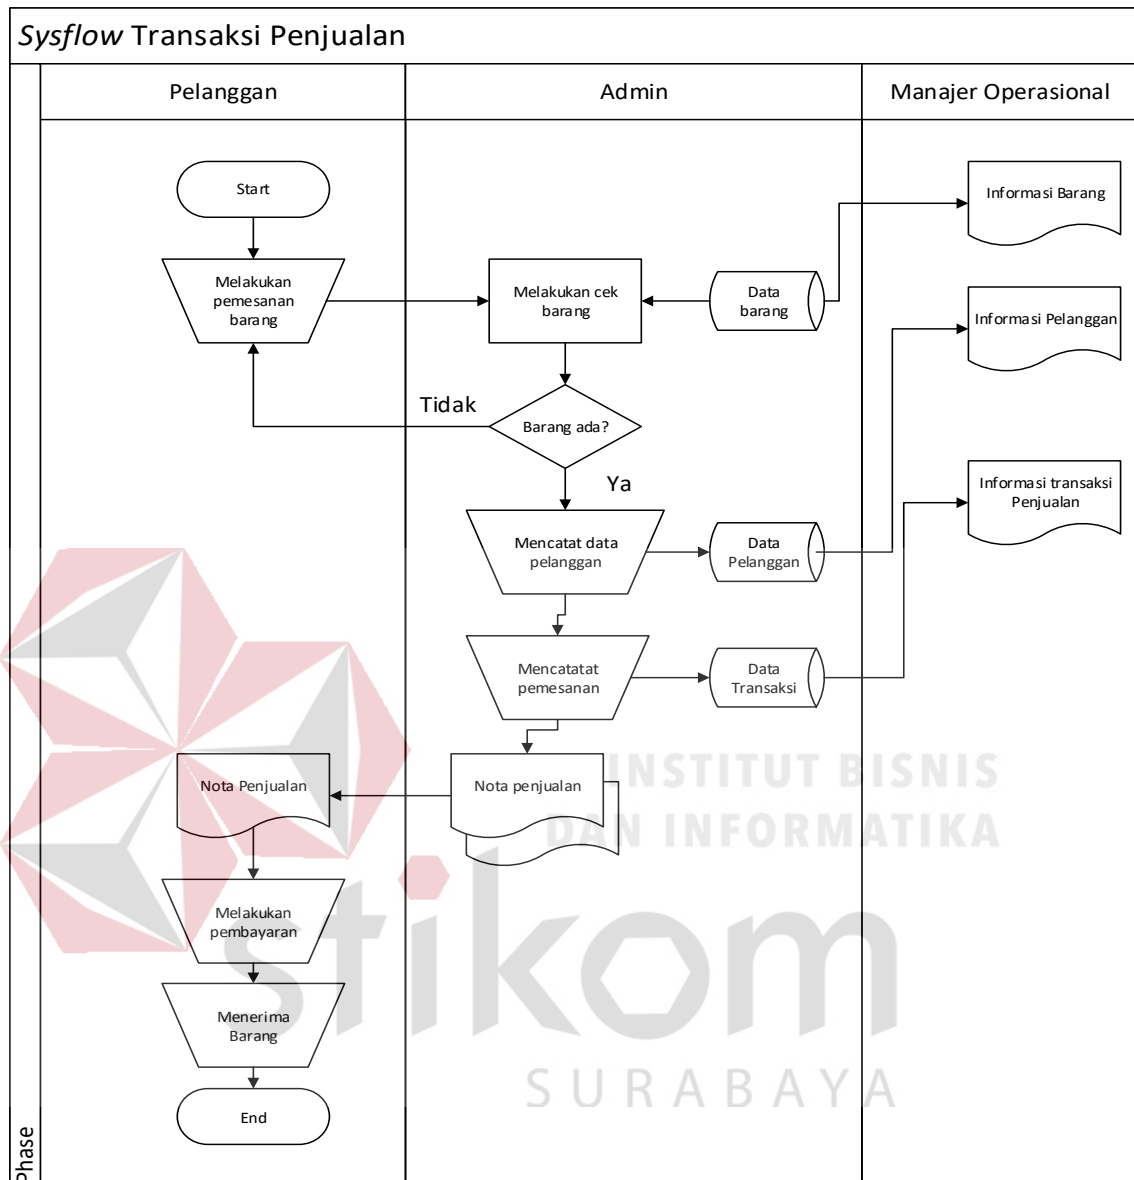 Sysflow Transaksi Penjualan
Pelanggan
Admin
Manajer Operasional
Start
Informasi Barang
Melakukan
pemesanan
barang
Melakukan cek
barang
Data
barang
Informasi Pelanggan
Tidak
Barang ada?
Ya
Informasi transaksi
Penjualan
Mencatat data
pelanggan
Data
Pelanggan
Mencatatat
pemesanan
Data
Transaksi
Nota Penjualan
Nota penjualan
INSTITUT BISNIS
DAN INFORMATIKA
Melakukan
pembayaran
stikom
Menerima
Barang
SURABAYA
End
Phase